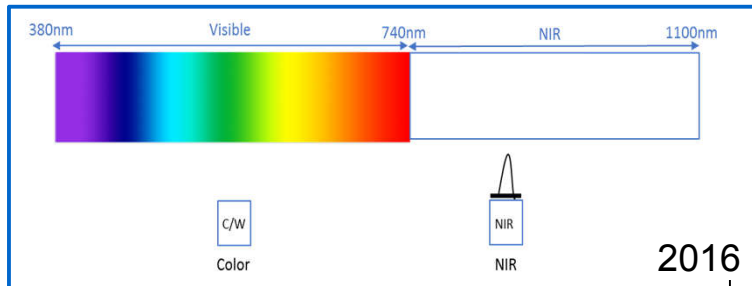 380nm Visible 740nm NIR 1100nm
C/W NIR
Color NIR
2016